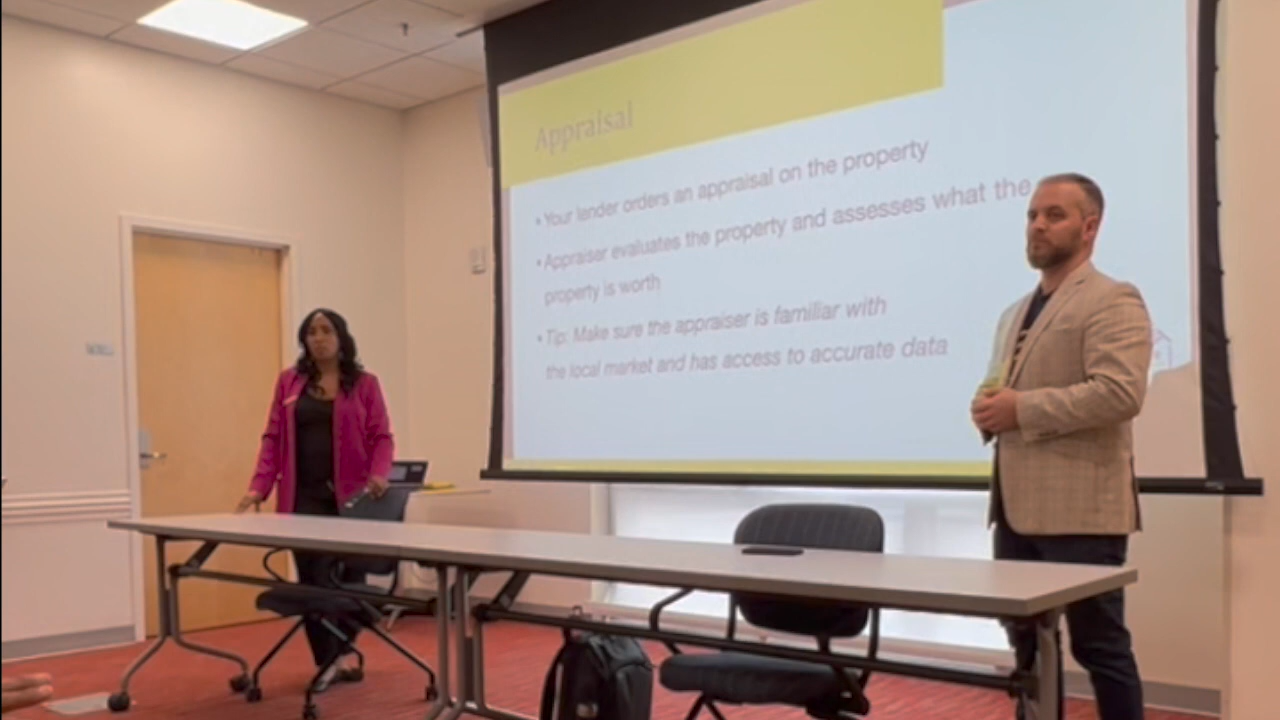 Appraisal
• Your lender orders an appraisal on the property
• Appraiser evaluates the property and assesses what the
property is worth
• Tip: Make sure the appraiser is familiar with
the local market and has access to accurate data